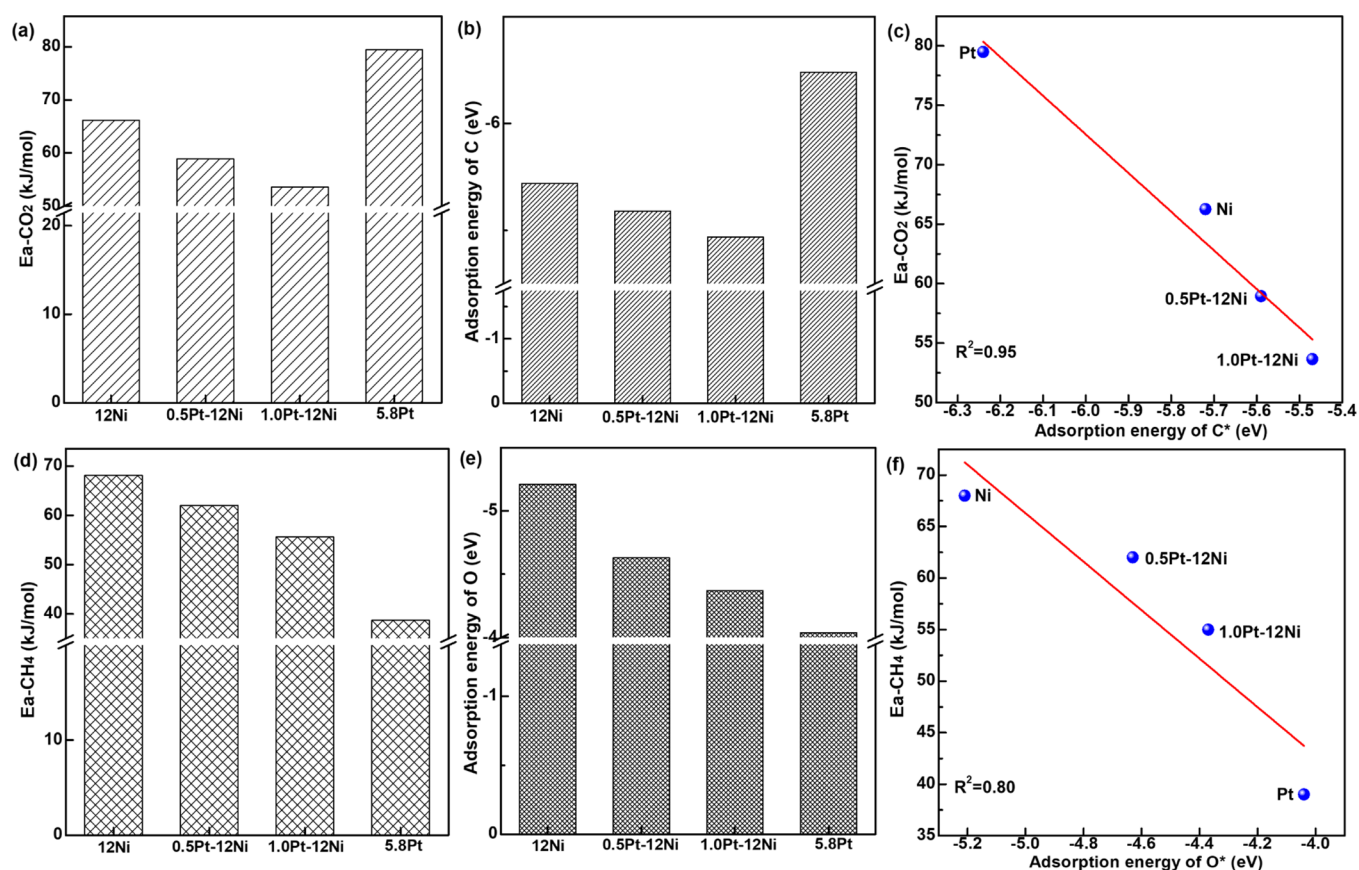 (a)
Ea-CO₂ (kJ/mol)
80
70
60
50
20
10
0
12Ni 0.5Pt-12Ni 1.0Pt-12Ni 5.8Pt
(b)
Adsorption energy of C (eV)
-6
-1
0
12Ni 0.5Pt-12Ni 1.0Pt-12Ni 5.8Pt
(c)
Ea-CO₂ (kJ/mol)
80
75
70
65
60
55
50
Pt
Ni
0.5Pt-12Ni
1.0Pt-12Ni
R²=0.95
-6.3 -6.2 -6.1 -6.0 -5.9 -5.8 -5.7 -5.6 -5.5 -5.4
Adsorption energy of C* (eV)
(d)
Ea-CH₄ (kJ/mol)
70
60
50
40
10
0
12Ni 0.5Pt-12Ni 1.0Pt-12Ni 5.8Pt
(e)
Adsorption energy of O (eV)
-5
-4
-1
0
12Ni 0.5Pt-12Ni 1.0Pt-12Ni 5.8Pt
(f)
Ea-CH₄ (kJ/mol)
70
65
60
55
50
45
40
35
Ni
0.5Pt-12Ni
1.0Pt-12Ni
Pt
R²=0.80
-5.2 -5.0 -4.8 -4.6 -4.4 -4.2 -4.0
Adsorption energy of O* (eV)